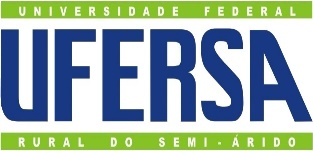 UNIVERSIDADE FEDERAL
UFERSA
RURAL DO SEMI-ÁRIDO